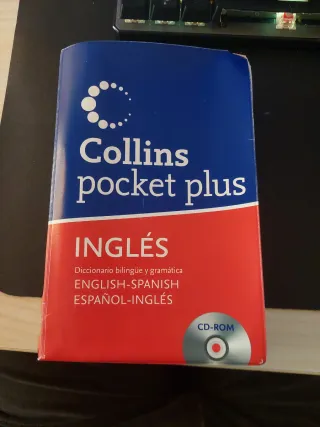 Collins
pocket plus
INGLÉS
Diccionario bilingüe y gramática
ENGLISH-SPANISH
ESPAÑOL-INGLÉS
CD-ROM